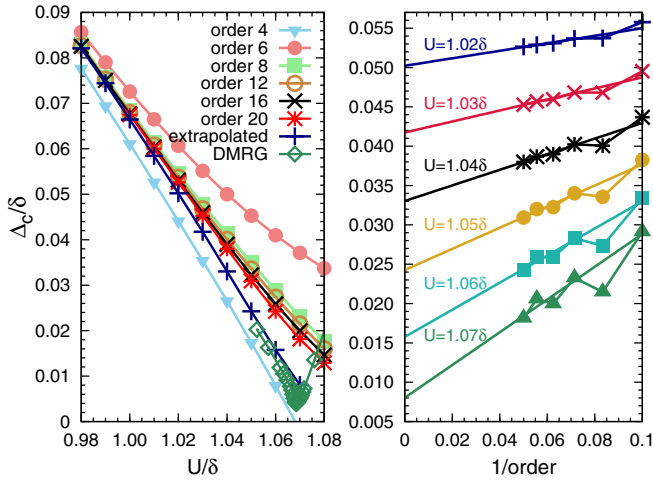 order 4
order 6
order 8
order 12
order 16
order 20
extrapolated
DMRG
Δc/δ
0.09
0.08
0.07
0.06
0.05
0.04
0.03
0.02
0.01
0
0.98 1.00 1.02 1.04 1.06 1.08
U/δ
0.055
0.050
0.045
0.040
0.035
0.030
0.025
0.020
0.015
0.010
0.005
U=1.02δ
U=1.03δ
U=1.04δ
U=1.05δ
U=1.06δ
U=1.07δ
0 0.02 0.04 0.06 0.08 0.1
1/order